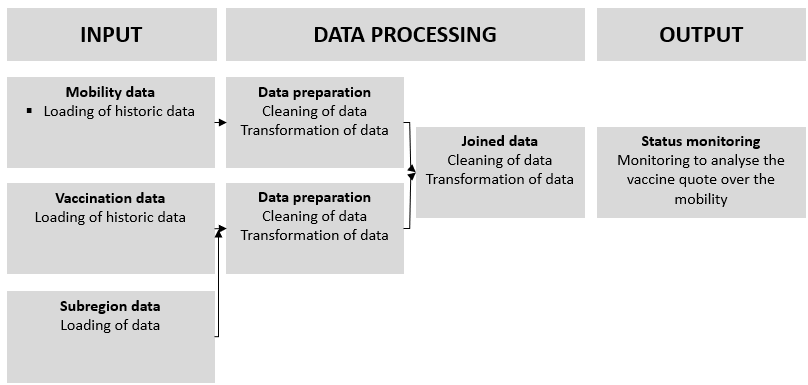 INPUT
DATA PROCESSING
OUTPUT
Mobility data
▪ Loading of historic data
Data preparation
Cleaning of data
Transformation of data
Vaccination data
Loading of historic data
Data preparation
Cleaning of data
Transformation of data
Subregion data
Loading of data
Joined data
Cleaning of data
Transformation of data
Status monitoring
Monitoring to analyse the
vaccine quote over the
mobility